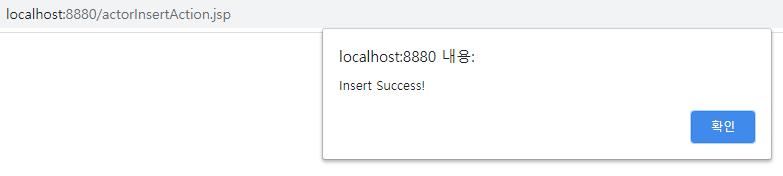 localhost:8880/actorInsertAction.jsp
localhost:8880 내용:
Insert Success!
확인